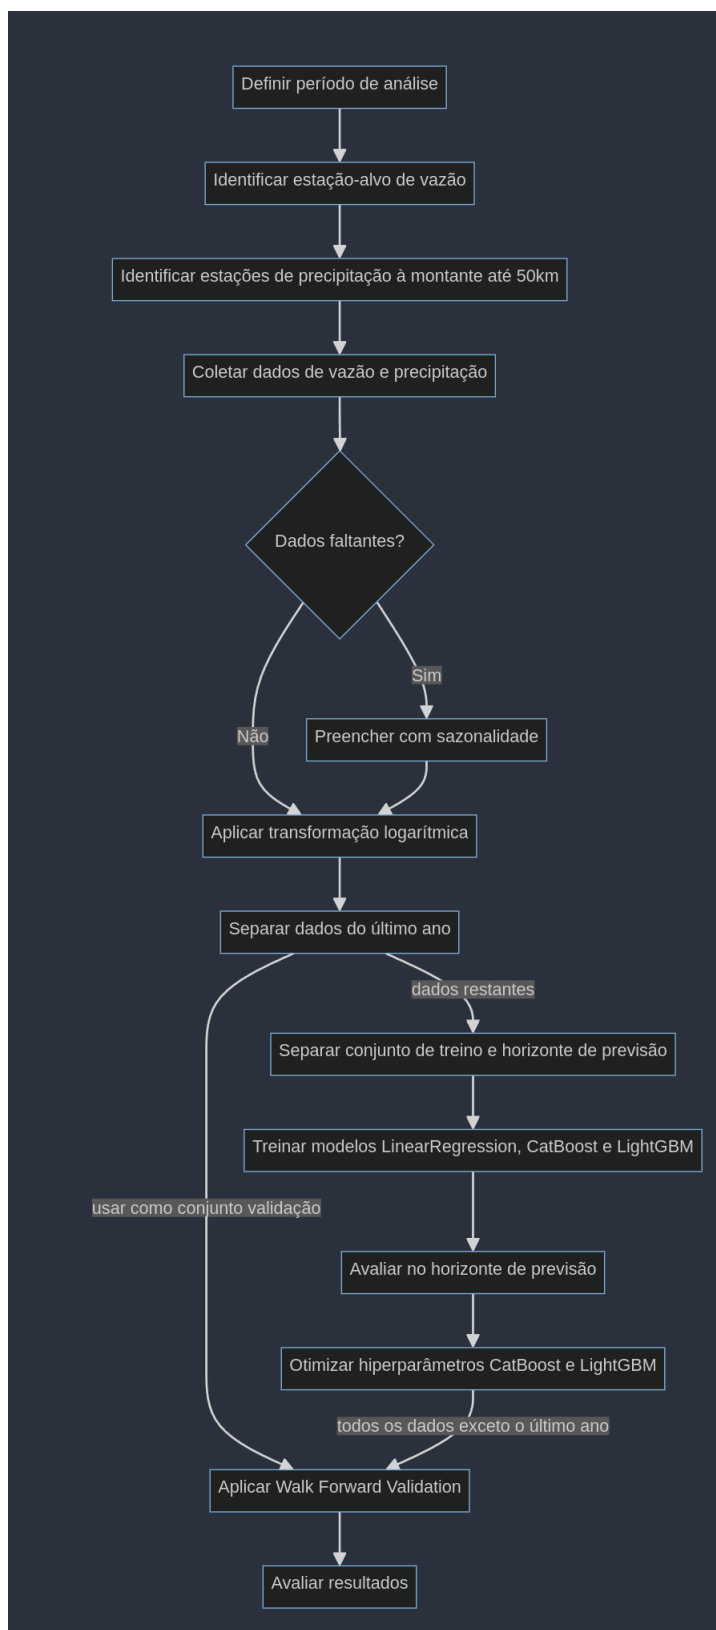 Definir período de análise
Identificar estação-alvo de vazão
Identificar estações de precipitação à montante até 50km
Coletar dados de vazão e precipitação
Dados faltantes?
Sim
Não
Preencher com sazonalidade
Aplicar transformação logarítmica
Separar dados do último ano
dados restantes
Separar conjunto de treino e horizonte de previsão
Treinar modelos LinearRegression, CatBoost e LightGBM
usar como conjunto validação
Avaliar no horizonte de previsão
Otimizar hiperparâmetros CatBoost e LightGBM
todos os dados exceto o último ano
Aplicar Walk Forward Validation
Avaliar resultados